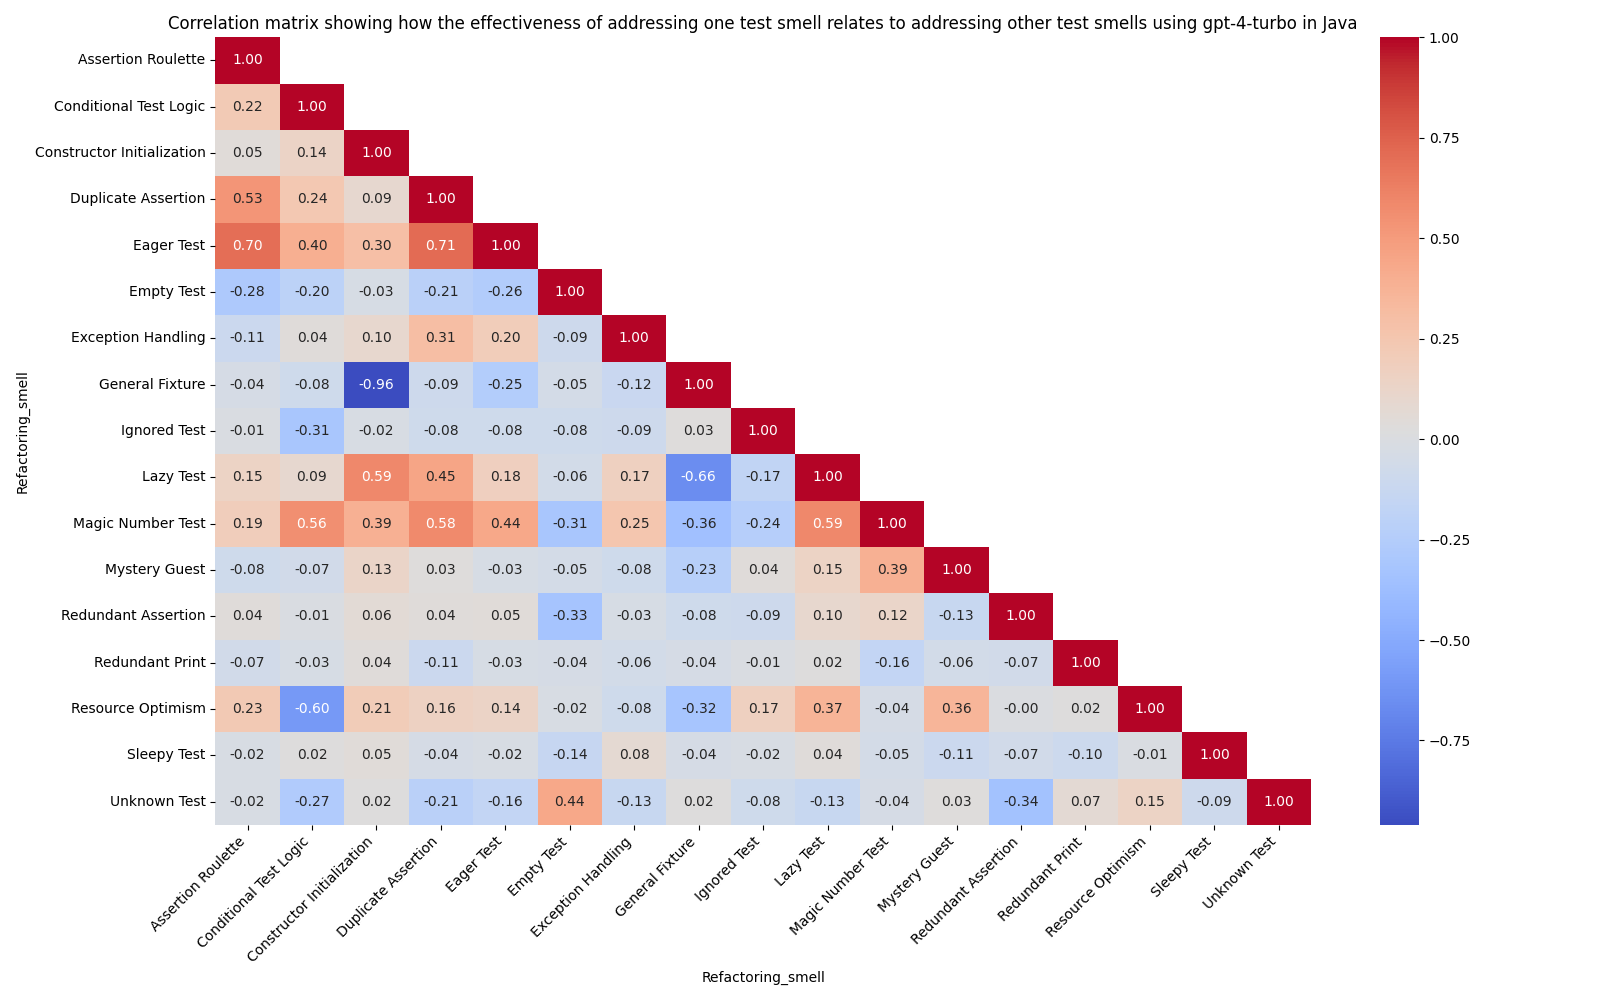 Correlation matrix showing how the effectiveness of addressing one test smell relates to addressing other test smells using gpt-4-turbo in Java
Refactoring_smell
Assertion Roulette 1.00
Conditional Test Logic 0.22 1.00
Constructor Initialization 0.05 0.14 1.00
Duplicate Assertion 0.53 0.24 0.09 1.00
Eager Test 0.70 0.40 0.30 0.71 1.00
Empty Test -0.28 -0.20 -0.03 -0.21 -0.26 1.00
Exception Handling -0.11 0.04 0.10 0.31 0.20 -0.09 1.00
General Fixture -0.04 -0.08 -0.96 -0.09 -0.25 -0.05 -0.12 1.00
Ignored Test -0.01 -0.31 -0.02 -0.08 -0.08 -0.08 -0.09 0.03 1.00
Lazy Test 0.15 0.09 0.59 0.45 0.18 -0.06 0.17 -0.66 -0.17 1.00
Magic Number Test 0.19 0.56 0.39 0.58 0.44 -0.31 0.25 -0.36 -0.24 0.59 1.00
Mystery Guest -0.08 -0.07 0.13 0.03 -0.03 -0.05 -0.08 -0.23 0.04 0.15 0.39 1.00
Redundant Assertion 0.04 -0.01 0.06 0.04 0.05 -0.33 -0.03 -0.08 -0.09 0.10 0.12 -0.13 1.00
Redundant Print -0.07 -0.03 0.04 -0.11 -0.03 -0.04 -0.06 -0.04 -0.01 0.02 -0.16 -0.06 -0.07 1.00
Resource Optimism 0.23 -0.60 0.21 0.16 0.14 -0.02 -0.08 -0.32 0.17 0.37 -0.04 0.36 -0.00 0.02 1.00
Sleepy Test -0.02 0.02 0.05 -0.04 -0.02 -0.14 0.08 -0.04 -0.02 0.04 -0.05 -0.11 -0.07 -0.10 -0.01 1.00
Unknown Test -0.02 -0.27 0.02 -0.21 -0.16 0.44 -0.13 0.02 -0.08 -0.13 -0.04 0.03 -0.34 0.07 0.15 -0.09 1.00
Assertion Roulette
Conditional Test Logic
Constructor Initialization
Duplicate Assertion
Eager Test
Empty Test
Exception Handling
General Fixture
Ignored Test
Lazy Test
Magic Number Test
Mystery Guest
Redundant Assertion
Redundant Print
Resource Optimism
Sleepy Test
Unknown Test
Refactoring_smell
1.00
0.75
0.50
0.25
0.00
−0.25
−0.50
−0.75